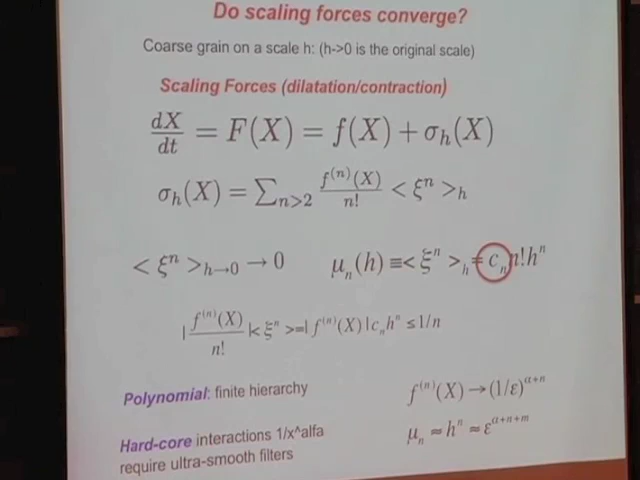 Do scaling forces converge?
Coarse grain on a scale h: (h->0 is the original scale)
Scaling Forces (dilatation/contraction)
dX/dt = F(X) = f(X) + σ_h(X)
σ_h(X) = ∑_{n>2} f^{(n)}(X)/n! < ξ^n >_h
< ξ^n >_{h→0} → 0    μ_n(h) ≡< ξ^n >_h = c_n n!h^n
| f^{(n)}(X)/n! |< ξ^n >=| f^{(n)}(X) | c_n h^n ≤ 1/n
Polynomial: finite hierarchy    f^{(n)}(X) → (1/ε)^{α+n}
Hard-core interactions 1/x^alfa    μ_n ≈ h^n ≈ ε^{α+n+m}
require ultra-smooth filters